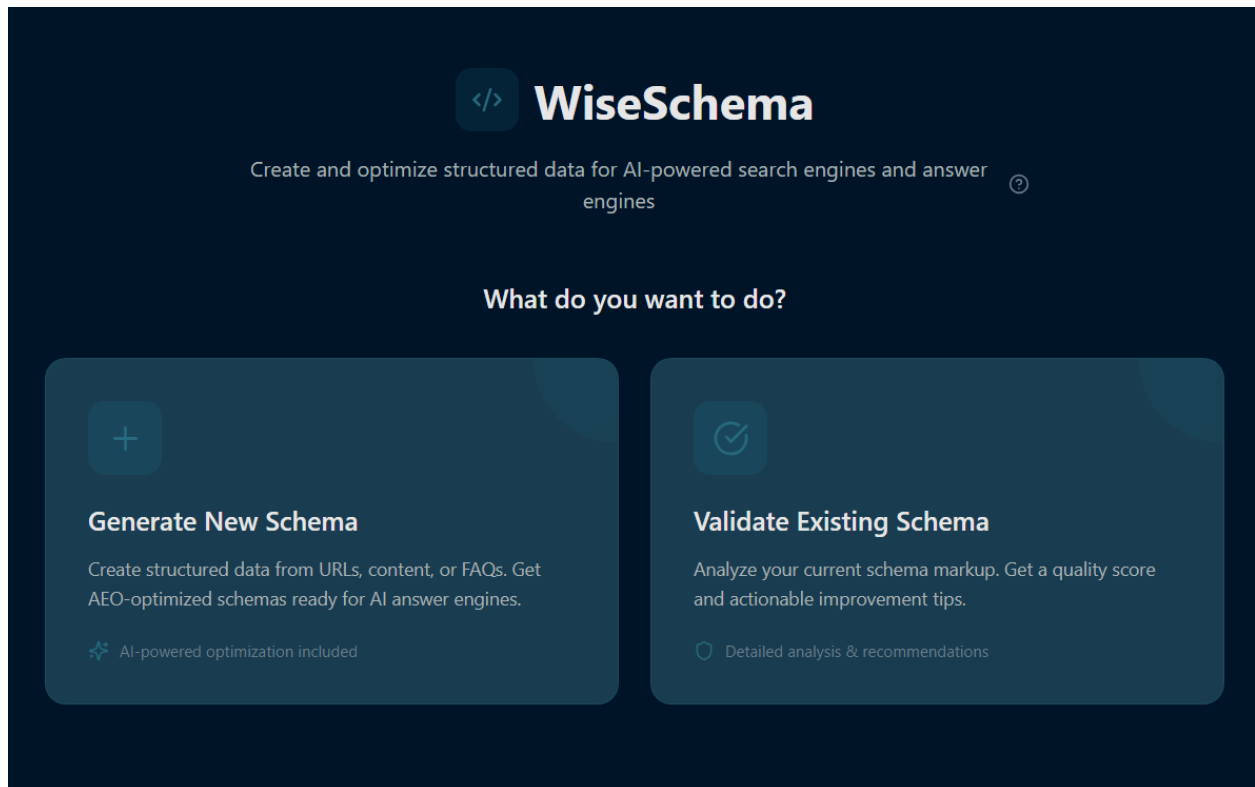 </> WiseSchema
Create and optimize structured data for AI-powered search engines and answer
engines
?
What do you want to do?
Generate New Schema
Create structured data from URLs, content, or FAQs. Get
AEO-optimized schemas ready for AI answer engines.
AI-powered optimization included
Validate Existing Schema
Analyze your current schema markup. Get a quality score
and actionable improvement tips.
Detailed analysis & recommendations